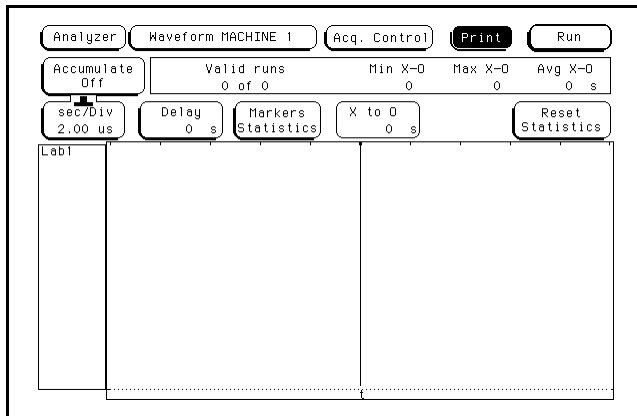 Analyzer Waveform MACHINE 1 Acq. Control Print Run
Accumulate Off
Valid runs Min X-O Max X-O Avg X-O
0 of 0 0 0 0 s
sec/Div 2.00 us
Delay 0 s
Markers Statistics
X to O 0 s
Reset Statistics
Lab1
t